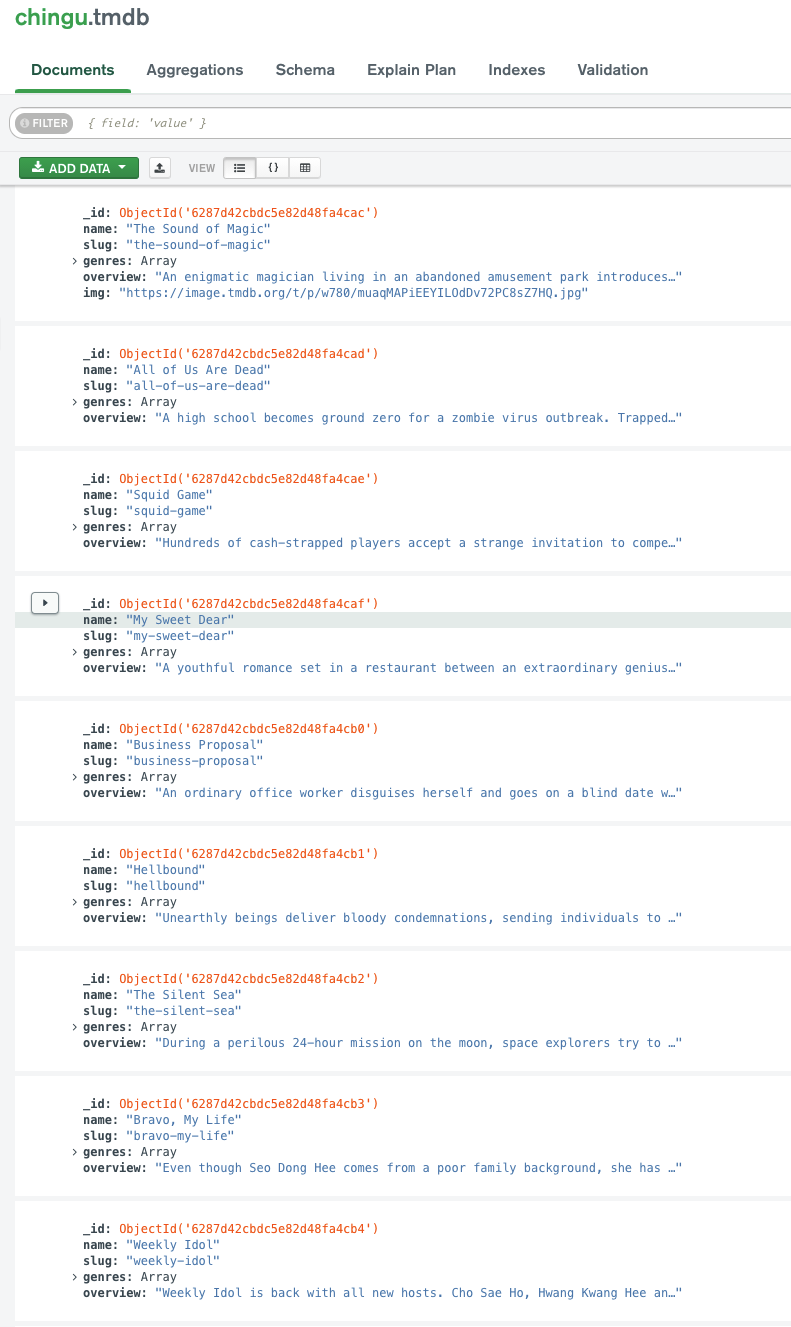 chingu.tmdb
Documents Aggregations Schema Explain Plan Indexes Validation
FILTER { field: 'value' }
ADD DATA VIEW {}
_id: ObjectId('6287d42cbdc5e82d48fa4cac')
name: "The Sound of Magic"
slug: "the-sound-of-magic"
genres: Array
overview: "An enigmatic magician living in an abandoned amusement park introduces…"
img: "https://image.tmdb.org/t/p/w780/muaqMAPiEEYILOdDv72PC8sZ7HQ.jpg"
_id: ObjectId('6287d42cbdc5e82d48fa4cad')
name: "All of Us Are Dead"
slug: "all-of-us-are-dead"
genres: Array
overview: "A high school becomes ground zero for a zombie virus outbreak. Trapped…"
_id: ObjectId('6287d42cbdc5e82d48fa4cae')
name: "Squid Game"
slug: "squid-game"
genres: Array
overview: "Hundreds of cash-strapped players accept a strange invitation to compe…"
_id: ObjectId('6287d42cbdc5e82d48fa4caf')
name: "My Sweet Dear"
slug: "my-sweet-dear"
genres: Array
overview: "A youthful romance set in a restaurant between an extraordinary genius…"
_id: ObjectId('6287d42cbdc5e82d48fa4cb0')
name: "Business Proposal"
slug: "business-proposal"
genres: Array
overview: "An ordinary office worker disguises herself and goes on a blind date w…"
_id: ObjectId('6287d42cbdc5e82d48fa4cb1')
name: "Hellbound"
slug: "hellbound"
genres: Array
overview: "Unearthly beings deliver bloody condemnations, sending individuals to …"
_id: ObjectId('6287d42cbdc5e82d48fa4cb2')
name: "The Silent Sea"
slug: "the-silent-sea"
genres: Array
overview: "During a perilous 24-hour mission on the moon, space explorers try to …"
_id: ObjectId('6287d42cbdc5e82d48fa4cb3')
name: "Bravo, My Life"
slug: "bravo-my-life"
genres: Array
overview: "Even though Seo Dong Hee comes from a poor family background, she has …"
_id: ObjectId('6287d42cbdc5e82d48fa4cb4')
name: "Weekly Idol"
slug: "weekly-idol"
genres: Array
overview: "Weekly Idol is back with all new hosts. Cho Sae Ho, Hwang Kwang Hee an…"